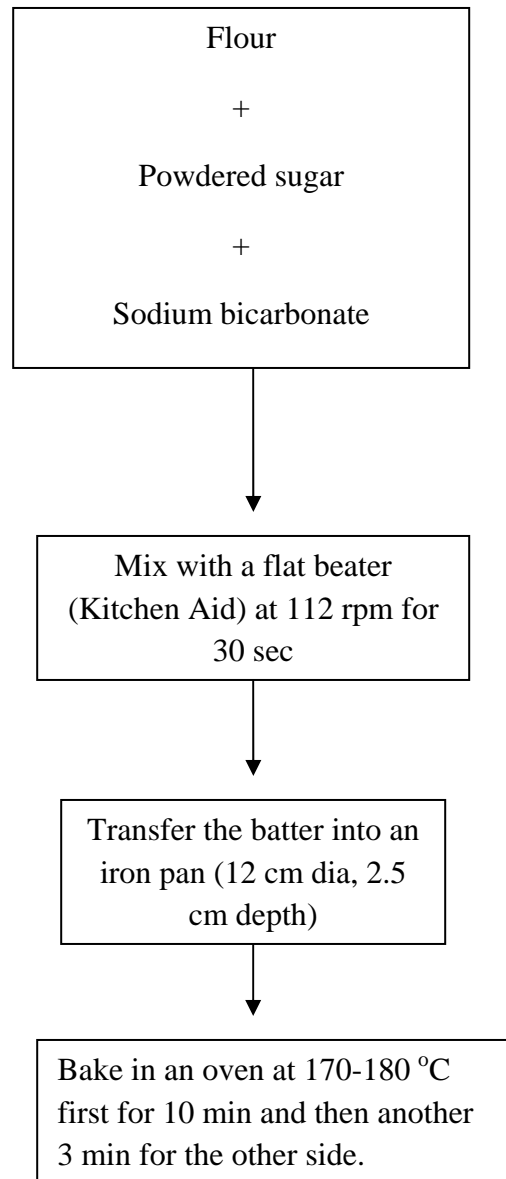 Flour
+
Powdered sugar
+
Sodium bicarbonate
Mix with a flat beater
(Kitchen Aid) at 112 rpm for
30 sec
Transfer the batter into an
iron pan (12 cm dia, 2.5
cm depth)
Bake in an oven at 170-180 °C
first for 10 min and then another
3 min for the other side.